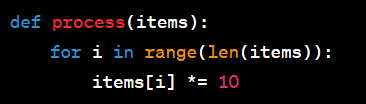 def process(items):
    for i in range(len(items)):
        items[i] *= 10